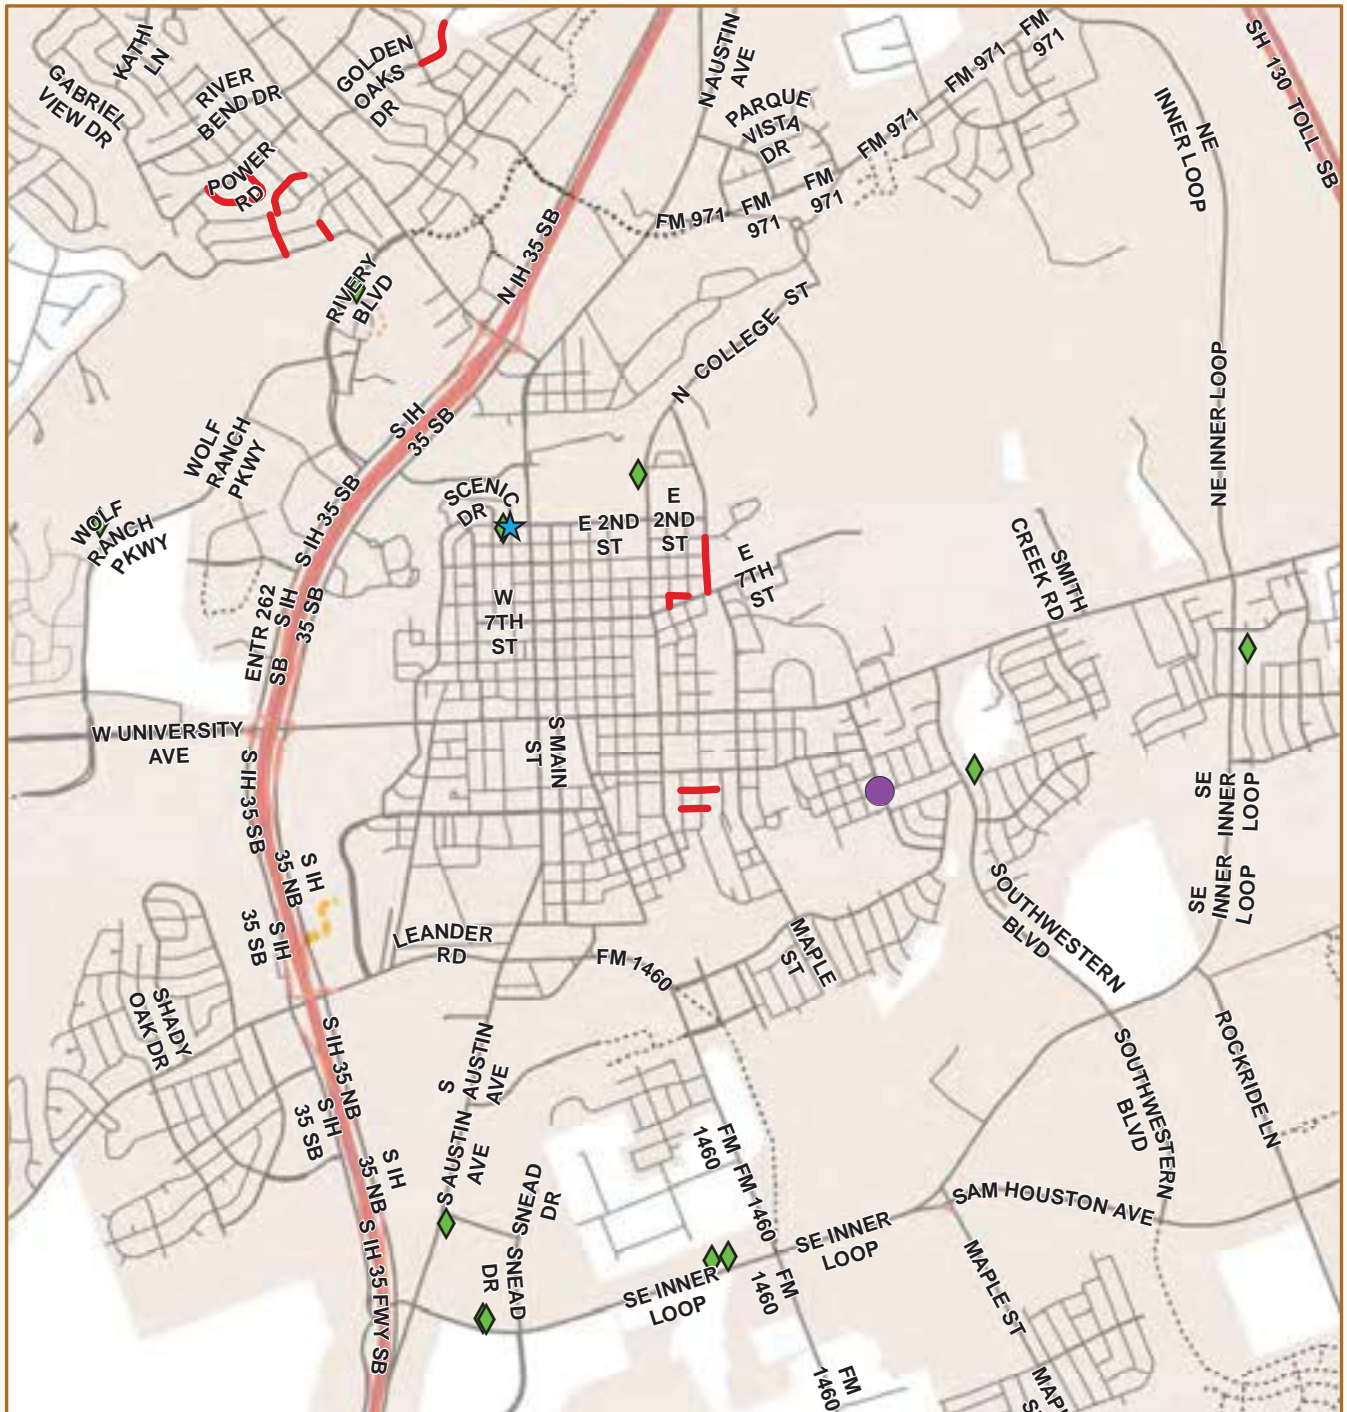 KATHI
LN
GABRIEL
VIEW DR
RIVER
BEND DR
GOLDEN
OAKS
DR
POWER
RD
N AUSTIN
AVE
PARQUE
VISTA
DR
FM 971
FM 971
FM
971
FM
971
FM
971
FM 971
NE
INNER LOOP
SH 130 TOLL SB
N IH 35 SB
RIVERY
BLVD
N COLLEGE ST
NE INNER LOOP
S IH
35 SB
WOLF
RANCH
PKWY
WOLF
RANCH
PKWY
S IH 35 SB
SCENIC
DR
E 2ND
ST
E
2ND
ST
E
7TH
ST
SMITH
CREEK RD
W
7TH
ST
ENTR 262
SB
S IH
35 SB
W UNIVERSITY
AVE
S MAIN
ST
S IH
35 SB
S IH
35 NB
S IH
35 SB
SE
INNER
LOOP
SE
INNER
LOOP
LEANDER
RD
FM 1460
MAPLE
ST
SOUTHWESTERN
BLVD
SHADY
OAK DR
S IH 35 NB
S IH
35 SB
S
AUSTIN
AVE
S AUSTIN
AVE
S IH
35 NB
S IH 35 FWY SB
SNEAD
DR
SNEAD
DR
FM
1460
FM 1460
SE INNER
LOOP
SE INNER
LOOP
FM
1460
FM
1460
SAM HOUSTON AVE
SOUTHWESTERN
BLVD
ROCKRIDE LN
MAPLE ST